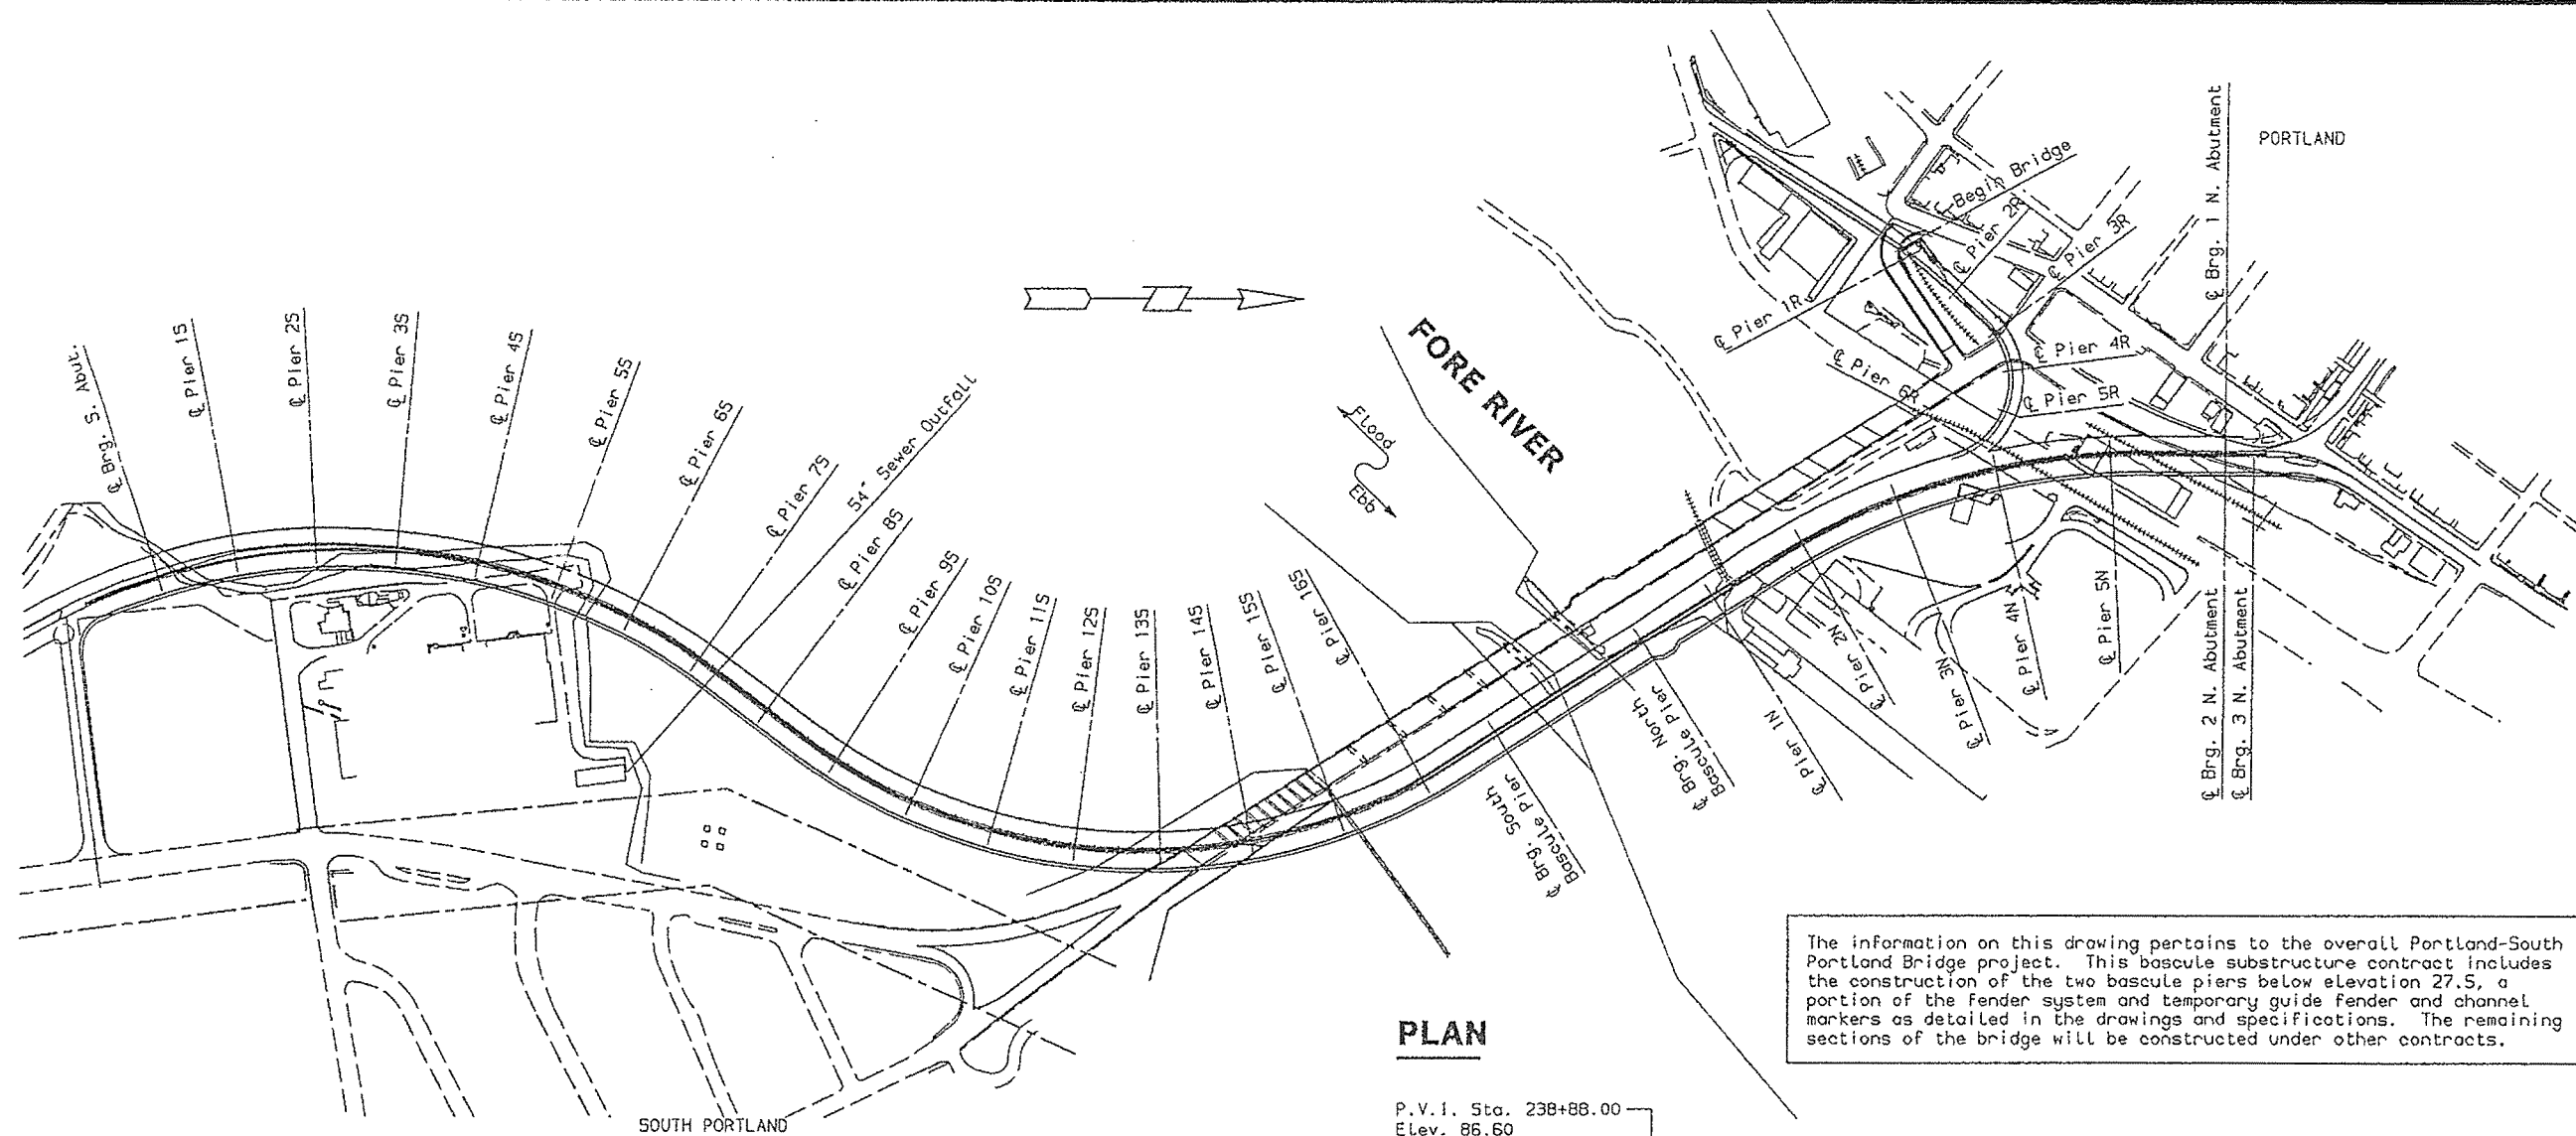 PORTLAND
℄ Brg. 1 N. Abutment
Begin Bridge
℄ Pier 2R
℄ Pier 3R
℄ Pier 1R
℄ Pier 4R
℄ Pier 6R
℄ Pier 5R
FORE RIVER
Flood
Ebb
℄ Brg. S. Abut.
℄ Pier 1S
℄ Pier 2S
℄ Pier 3S
℄ Pier 4S
℄ Pier 5S
℄ Pier 6S
℄ Pier 7S
54" Sewer Outfall
℄ Pier 8S
℄ Pier 9S
℄ Pier 10S
℄ Pier 11S
℄ Pier 12S
℄ Pier 13S
℄ Pier 14S
℄ Pier 15S
℄ Pier 16S
℄ Brg. South
Bascule Pier
℄ Brg. North
Bascule Pier
℄ Pier 1N
℄ Pier 2N
℄ Pier 3N
℄ Pier 4N
℄ Pier 5N
℄ Brg. 2 N. Abutment
℄ Brg. 3 N. Abutment
The information on this drawing pertains to the overall Portland-South
Portland Bridge project. This bascule substructure contract includes
the construction of the two bascule piers below elevation 27.5, a
portion of the fender system and temporary guide fender and channel
markers as detailed in the drawings and specifications. The remaining
sections of the bridge will be constructed under other contracts.
PLAN
P.V.I. Sta. 238+88.00
Elev. 86.60
SOUTH PORTLAND